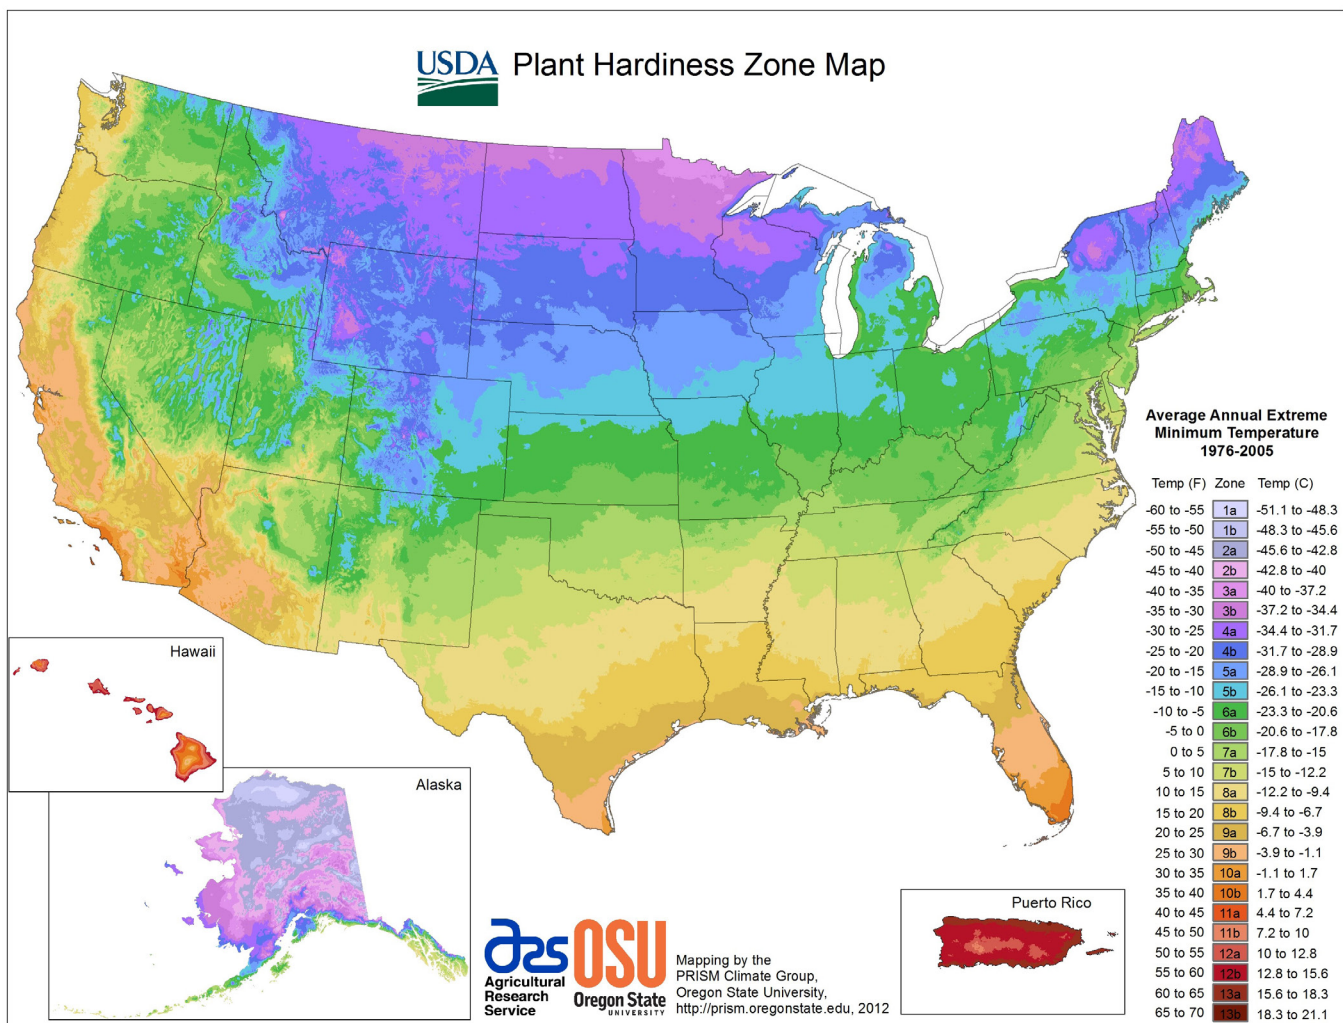 USDA Plant Hardiness Zone Map
Average Annual Extreme
Minimum Temperature
1976-2005
Temp (F) Zone Temp (C)
-60 to -55 1a -51.1 to -48.3
-55 to -50 1b -48.3 to -45.6
-50 to -45 2a -45.6 to -42.8
-45 to -40 2b -42.8 to -40
-40 to -35 3a -40 to -37.2
-35 to -30 3b -37.2 to -34.4
-30 to -25 4a -34.4 to -31.7
-25 to -20 4b -31.7 to -28.9
-20 to -15 5a -28.9 to -26.1
-15 to -10 5b -26.1 to -23.3
-10 to -5 6a -23.3 to -20.6
-5 to 0 6b -20.6 to -17.8
0 to 5 7a -17.8 to -15
5 to 10 7b -15 to -12.2
10 to 15 8a -12.2 to -9.4
15 to 20 8b -9.4 to -6.7
20 to 25 9a -6.7 to -3.9
25 to 30 9b -3.9 to -1.1
30 to 35 10a -1.1 to 1.7
35 to 40 10b 1.7 to 4.4
40 to 45 11a 4.4 to 7.2
45 to 50 11b 7.2 to 10
50 to 55 12a 10 to 12.8
55 to 60 12b 12.8 to 15.6
60 to 65 13a 15.6 to 18.3
65 to 70 13b 18.3 to 21.1
Hawaii
Alaska
Puerto Rico
ars
Agricultural
Research
Service
OSU
Oregon State
UNIVERSITY
Mapping by the
PRISM Climate Group,
Oregon State University,
http://prism.oregonstate.edu, 2012